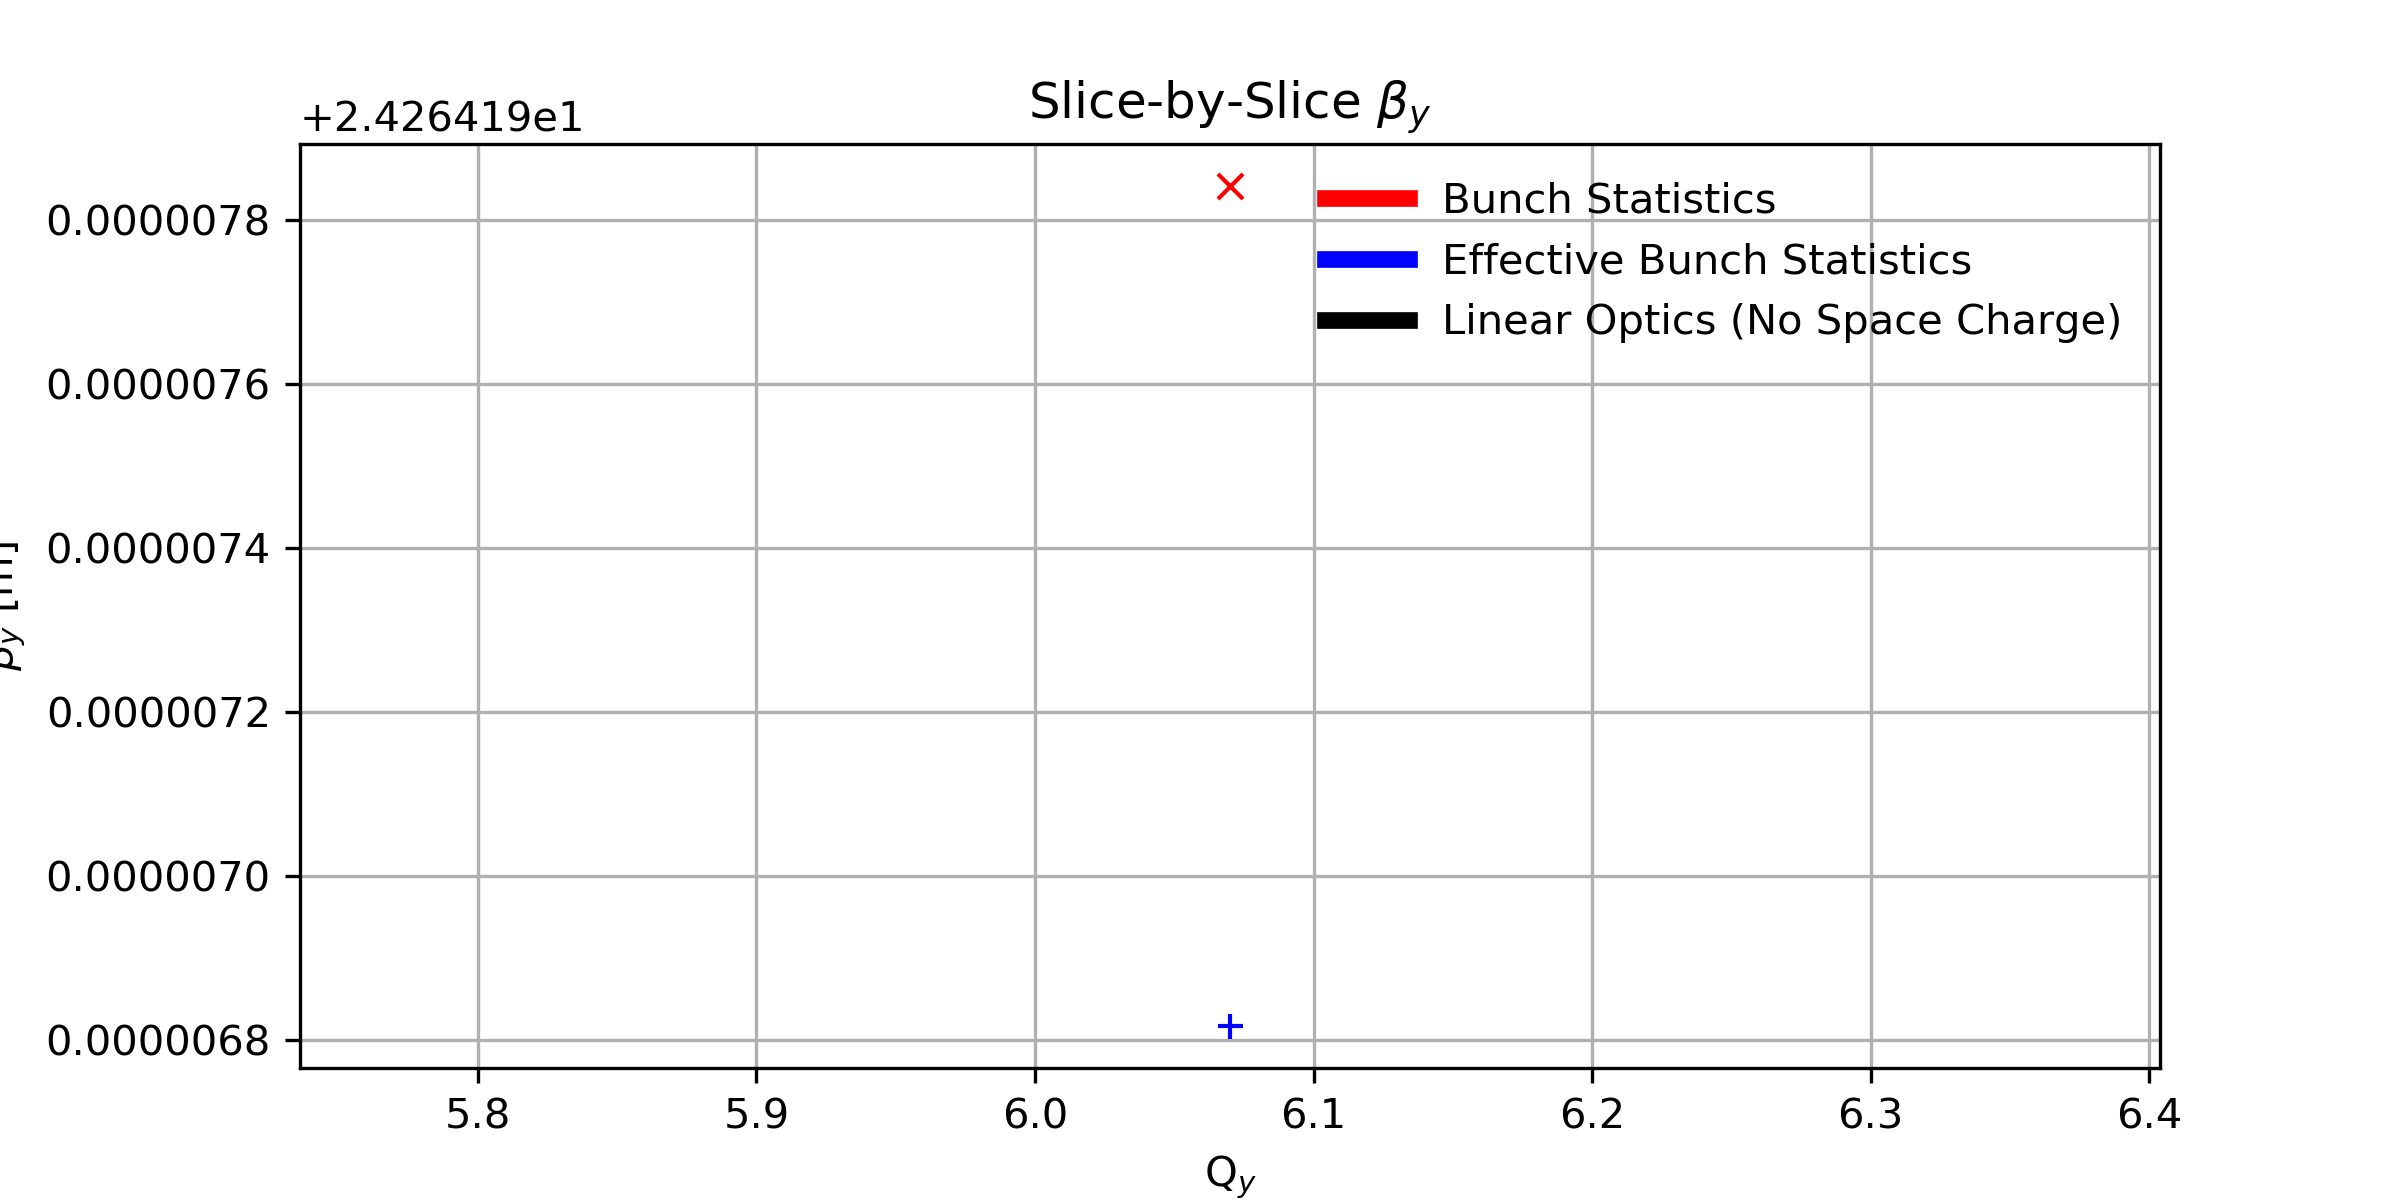 Slice-by-Slice βy
+2.426419e1
0.0000078
0.0000076
0.0000074
0.0000072
0.0000070
0.0000068
βy [m]
Bunch Statistics
Effective Bunch Statistics
Linear Optics (No Space Charge)
5.8 5.9 6.0 6.1 6.2 6.3 6.4
Qy